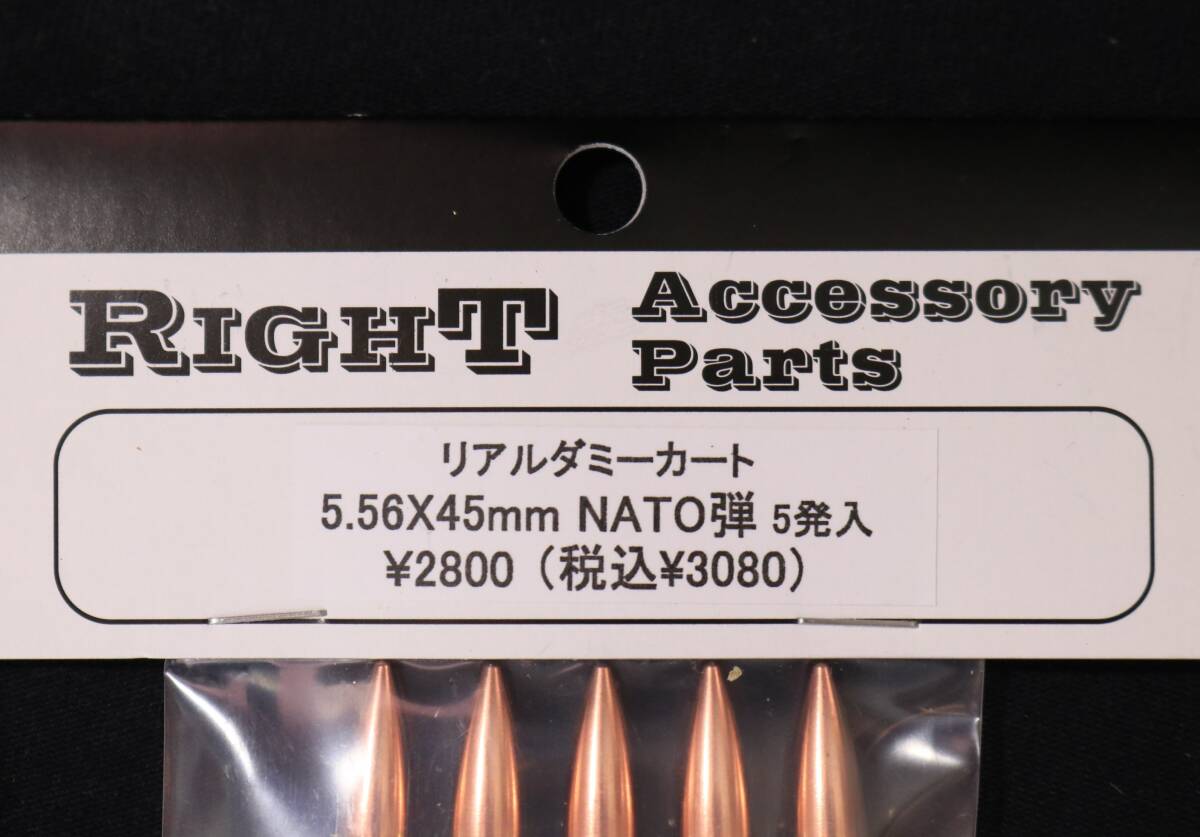 RIGHT
Accessory
Parts
リアルダミーカート
5.56X45mm NATO弾 5発入
¥2800（税込¥3080）